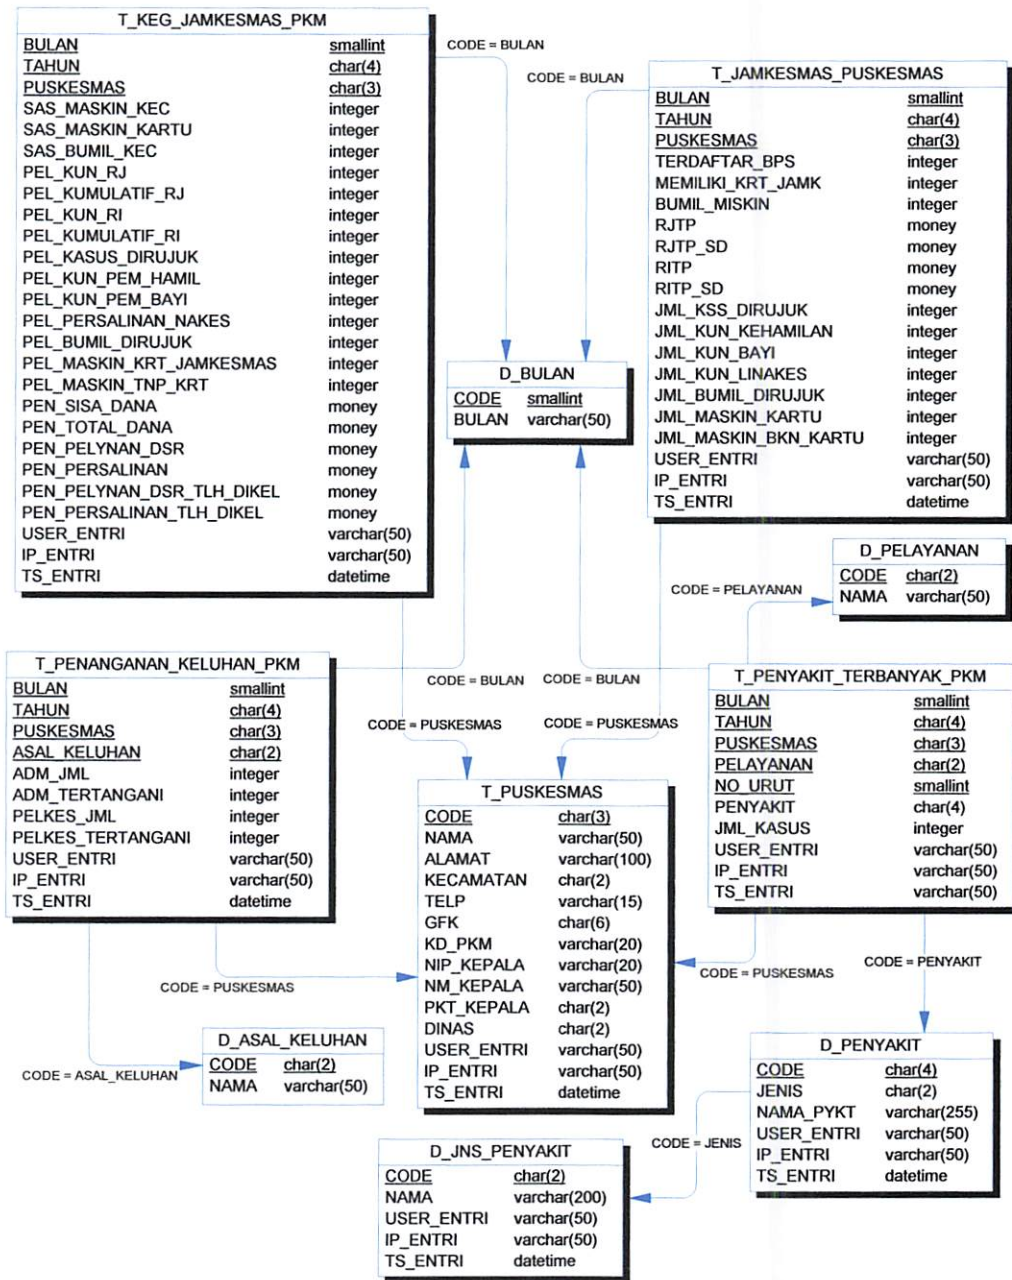 T_KEG_JAMKESMAS_PKM
BULAN smallint
TAHUN char(4)
PUSKESMAS char(3)
SAS_MASKIN_KEC integer
SAS_MASKIN_KARTU integer
SAS_BUMIL_KEC integer
PEL_KUN_RJ integer
PEL_KUMULATIF_RJ integer
PEL_KUN_RI integer
PEL_KUMULATIF_RI integer
PEL_KASUS_DIRUJUK integer
PEL_KUN_PEM_HAMIL integer
PEL_KUN_PEM_BAYI integer
PEL_PERSALINAN_NAKES integer
PEL_BUMIL_DIRUJUK integer
PEL_MASKIN_KRT_JAMKESMAS integer
PEL_MASKIN_TNP_KRT integer
PEN_SISA_DANA money
PEN_TOTAL_DANA money
PEN_PELYNAN_DSR money
PEN_PERSALINAN money
PEN_PELYNAN_DSR_TLH_DIKEL money
PEN_PERSALINAN_TLH_DIKEL money
USER_ENTRI varchar(50)
IP_ENTRI varchar(50)
TS_ENTRI datetime
CODE = BULAN
CODE = BULAN
T_JAMKESMAS_PUSKESMAS
BULAN smallint
TAHUN char(4)
PUSKESMAS char(3)
TERDAFTAR_BPS integer
MEMILIKI_KRT_JAMK integer
BUMIL_MISKIN integer
RJTP money
RJTP_SD money
RITP money
RITP_SD money
JML_KSS_DIRUJUK integer
JML_KUN_KEHAMILAN integer
JML_KUN_BAYI integer
JML_KUN_LINAKES integer
JML_BUMIL_DIRUJUK integer
JML_MASKIN_KARTU integer
JML_MASKIN_BKN_KARTU integer
USER_ENTRI varchar(50)
IP_ENTRI varchar(50)
TS_ENTRI datetime
D_BULAN
CODE smallint
BULAN varchar(50)
D_PELAYANAN
CODE char(2)
NAMA varchar(50)
CODE = PELAYANAN
T_PENANGANAN_KELUHAN_PKM
BULAN smallint
TAHUN char(4)
PUSKESMAS char(3)
ASAL_KELUHAN char(2)
ADM_JML integer
ADM_TERTANGANI integer
PELKES_JML integer
PELKES_TERTANGANI integer
USER_ENTRI varchar(50)
IP_ENTRI varchar(50)
TS_ENTRI datetime
CODE = BULAN
CODE = BULAN
CODE = PUSKESMAS
CODE = PUSKESMAS
T_PENYAKIT_TERBANYAK_PKM
BULAN smallint
TAHUN char(4)
PUSKESMAS char(3)
PELAYANAN char(2)
NO_URUT smallint
PENYAKIT char(4)
JML_KASUS integer
USER_ENTRI varchar(50)
IP_ENTRI varchar(50)
TS_ENTRI varchar(50)
T_PUSKESMAS
CODE char(3)
NAMA varchar(50)
ALAMAT varchar(100)
KECAMATAN char(2)
TELP varchar(15)
GFK char(6)
KD_PKM varchar(20)
NIP_KEPALA varchar(20)
NM_KEPALA varchar(50)
PKT_KEPALA char(2)
DINAS char(2)
USER_ENTRI varchar(50)
IP_ENTRI varchar(50)
TS_ENTRI datetime
CODE = PUSKESMAS
CODE = PUSKESMAS
CODE = PENYAKIT
CODE = ASAL_KELUHAN
D_ASAL_KELUHAN
CODE char(2)
NAMA varchar(50)
D_PENYAKIT
CODE char(4)
JENIS char(2)
NAMA_PYKT varchar(255)
USER_ENTRI varchar(50)
IP_ENTRI varchar(50)
TS_ENTRI datetime
CODE = JENIS
D_JNS_PENYAKIT
CODE char(2)
NAMA varchar(200)
USER_ENTRI varchar(50)
IP_ENTRI varchar(50)
TS_ENTRI datetime